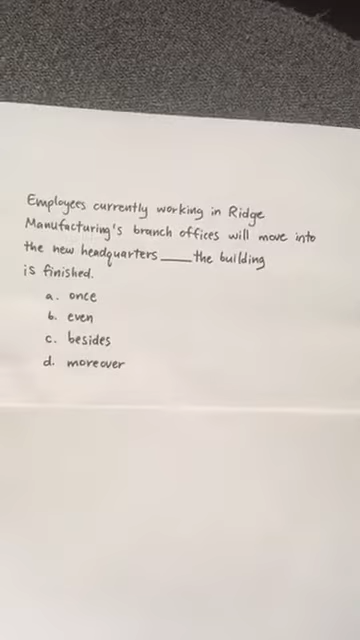 Employees currently working in Ridge
Manufacturing's branch offices will move into
the new headquarters ____ the building
is finished.
a. once
b. even
c. besides
d. moreover